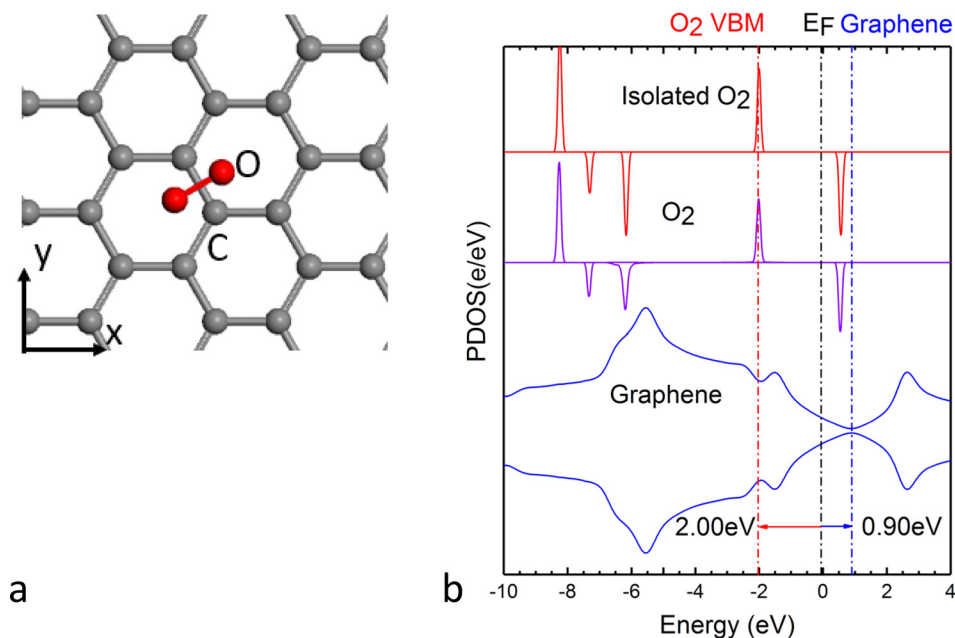 O
C
y
x
a
O2 VBM EF Graphene
Isolated O2
O2
Graphene
2.00eV 0.90eV
PDOS(e/eV)
-10 -8 -6 -4 -2 0 2 4
Energy (eV)
b